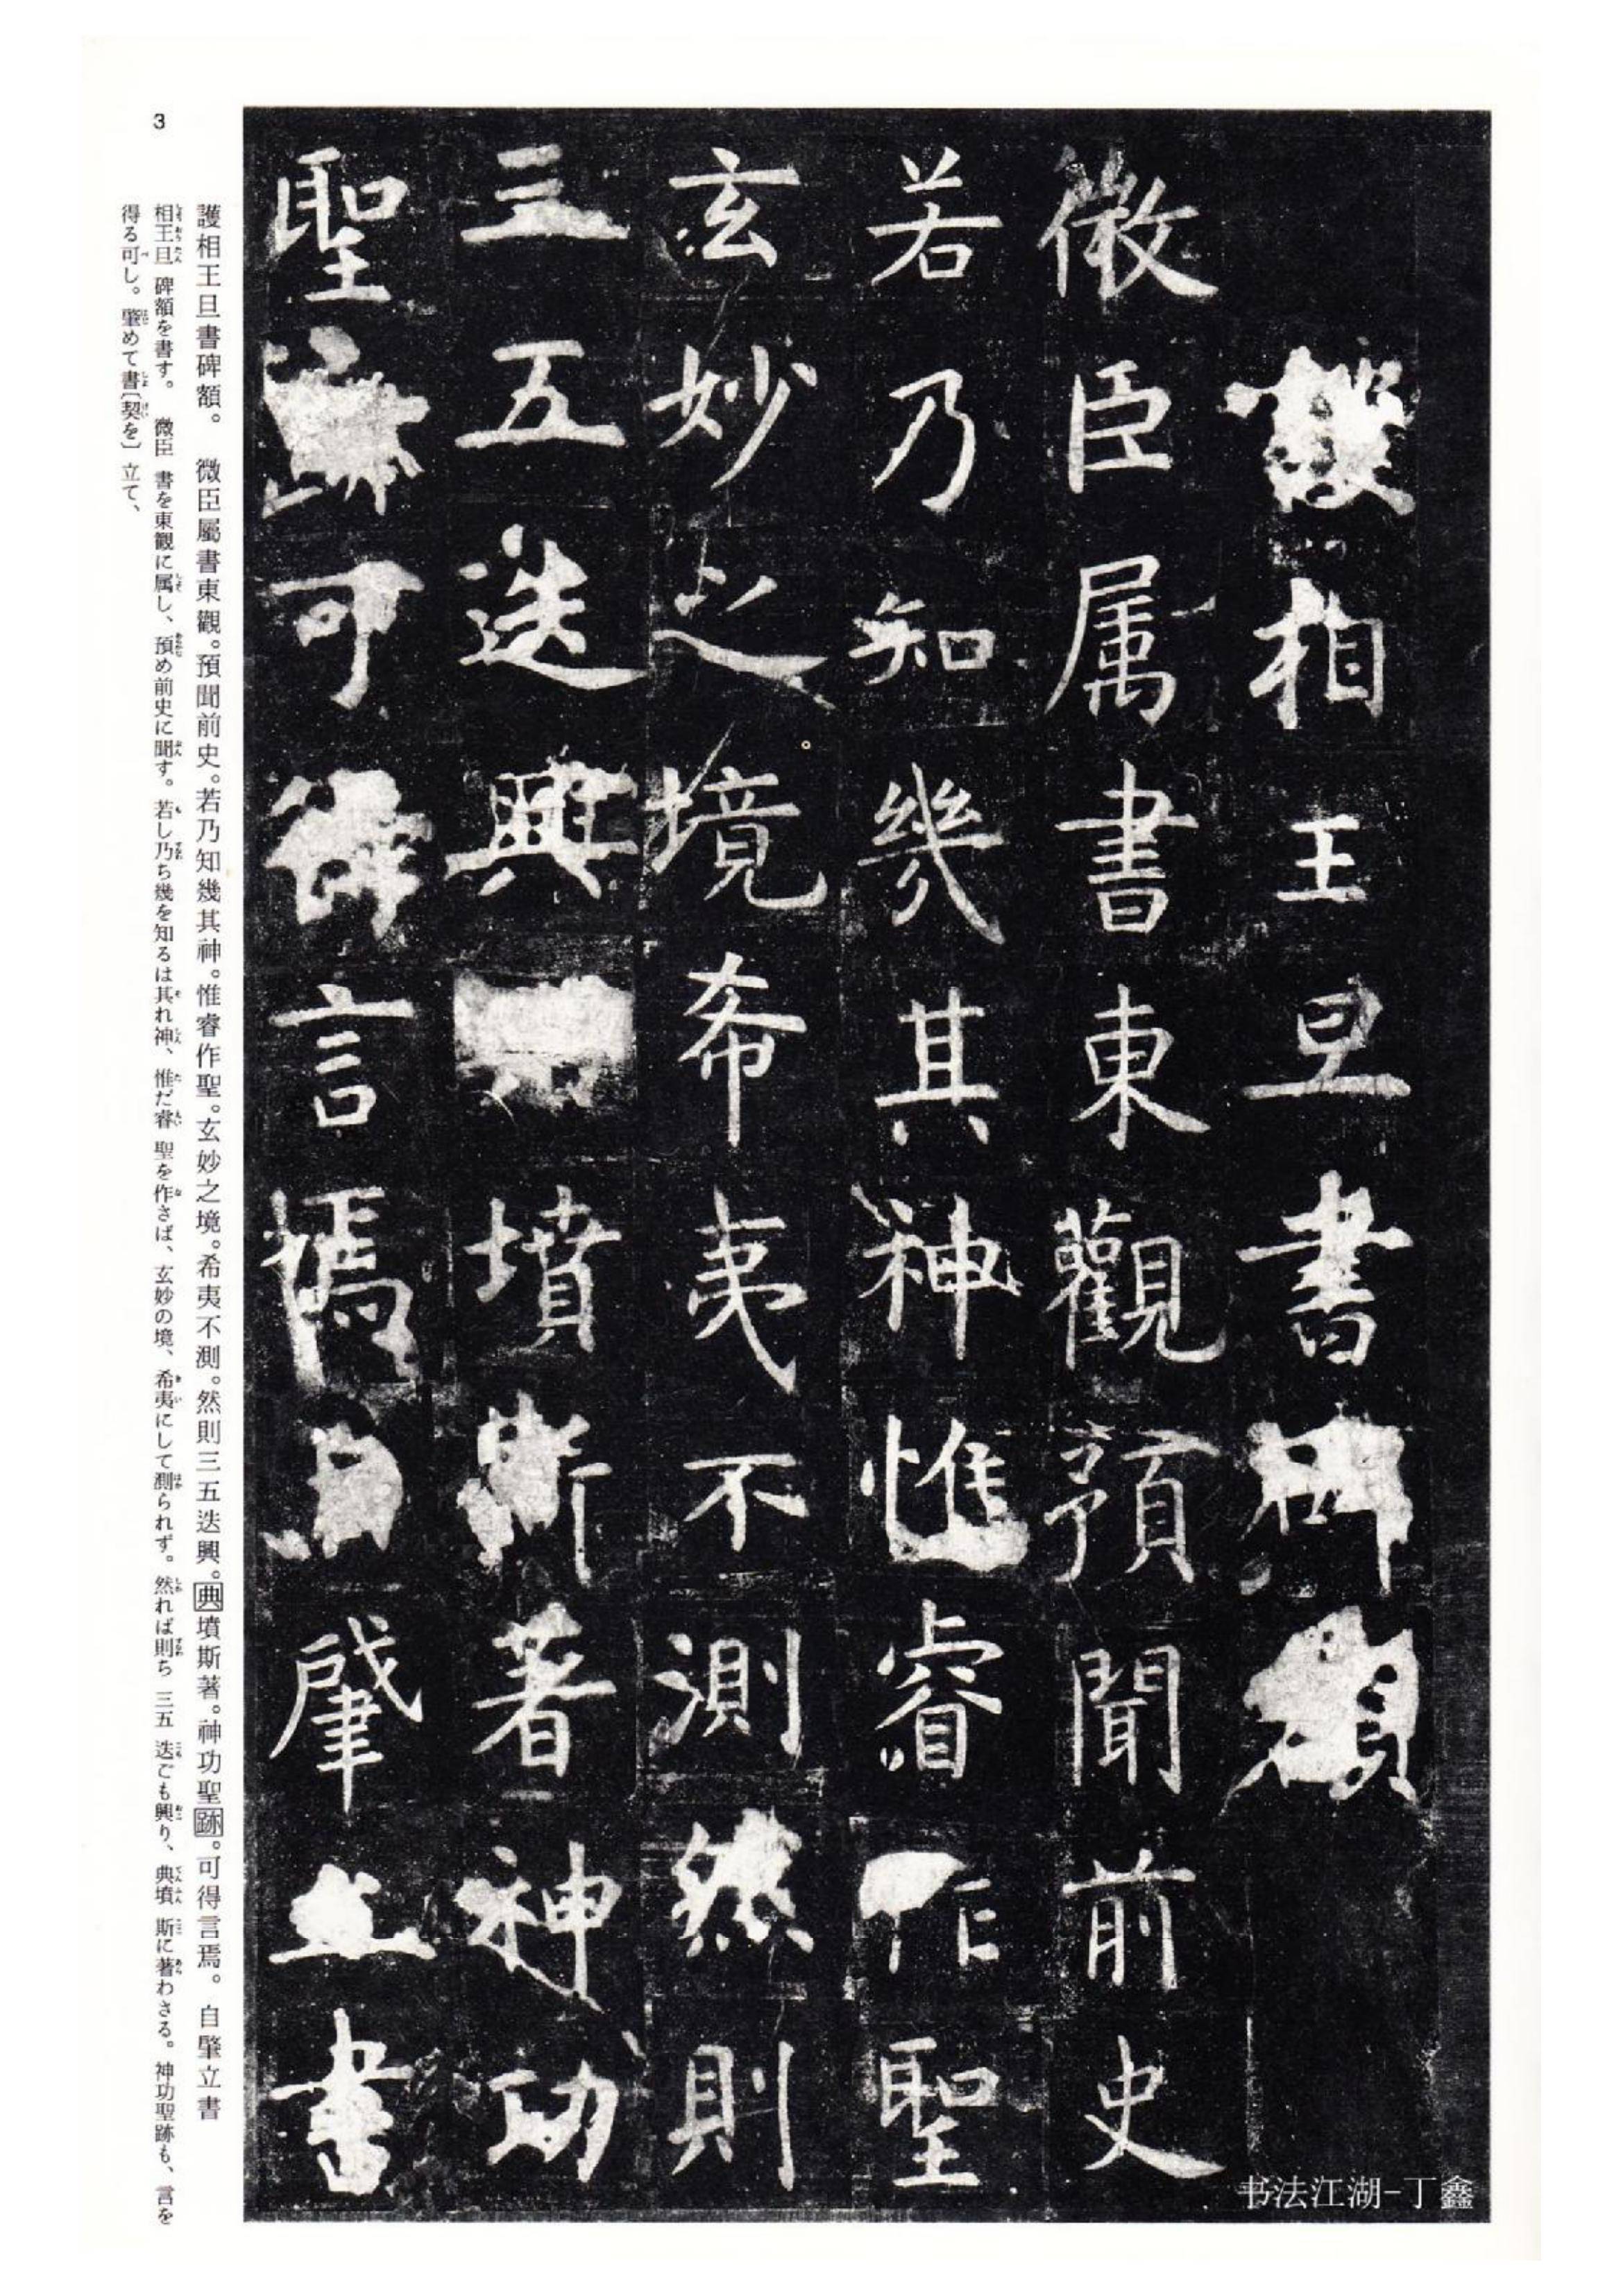 護相王旦書碑額
微臣属書東觀預聞前史
若乃知幾其神惟睿作聖
玄妙之境希夷不測然則
三五迭興典墳斯著神功
聖跡可得言焉自肇立書
书法江湖-丁鑫
護相王旦書碑額。 微臣屬書東觀。預聞前史。若乃知幾其神。惟睿作聖。玄妙之境。希夷不測。然則三五迭興。典墳斯著。神功聖跡。可得言焉。 自肇立書
相王旦 碑額を書す。 微臣 書を東観に属し、預め前史に聞す。若し乃ち幾を知るは其れ神、惟だ睿 聖を作さば、玄妙の境、希夷にして測られず。然れば則ち 三五 迭ごも興り、典墳 斯に著わさる。神功聖跡も、言を
得る可し。肇めて書〔契を〕立て、
3